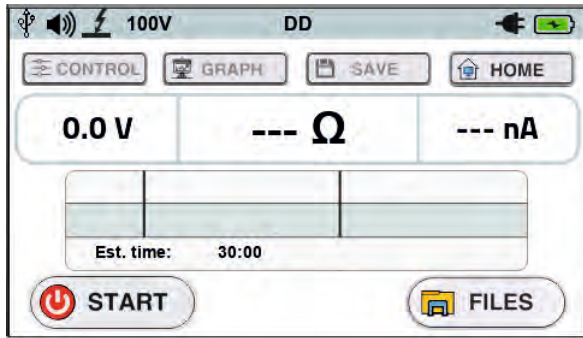 100V DD
CONTROL GRAPH SAVE HOME
0.0 V --- Ω --- nA
Est. time: 30:00
START FILES